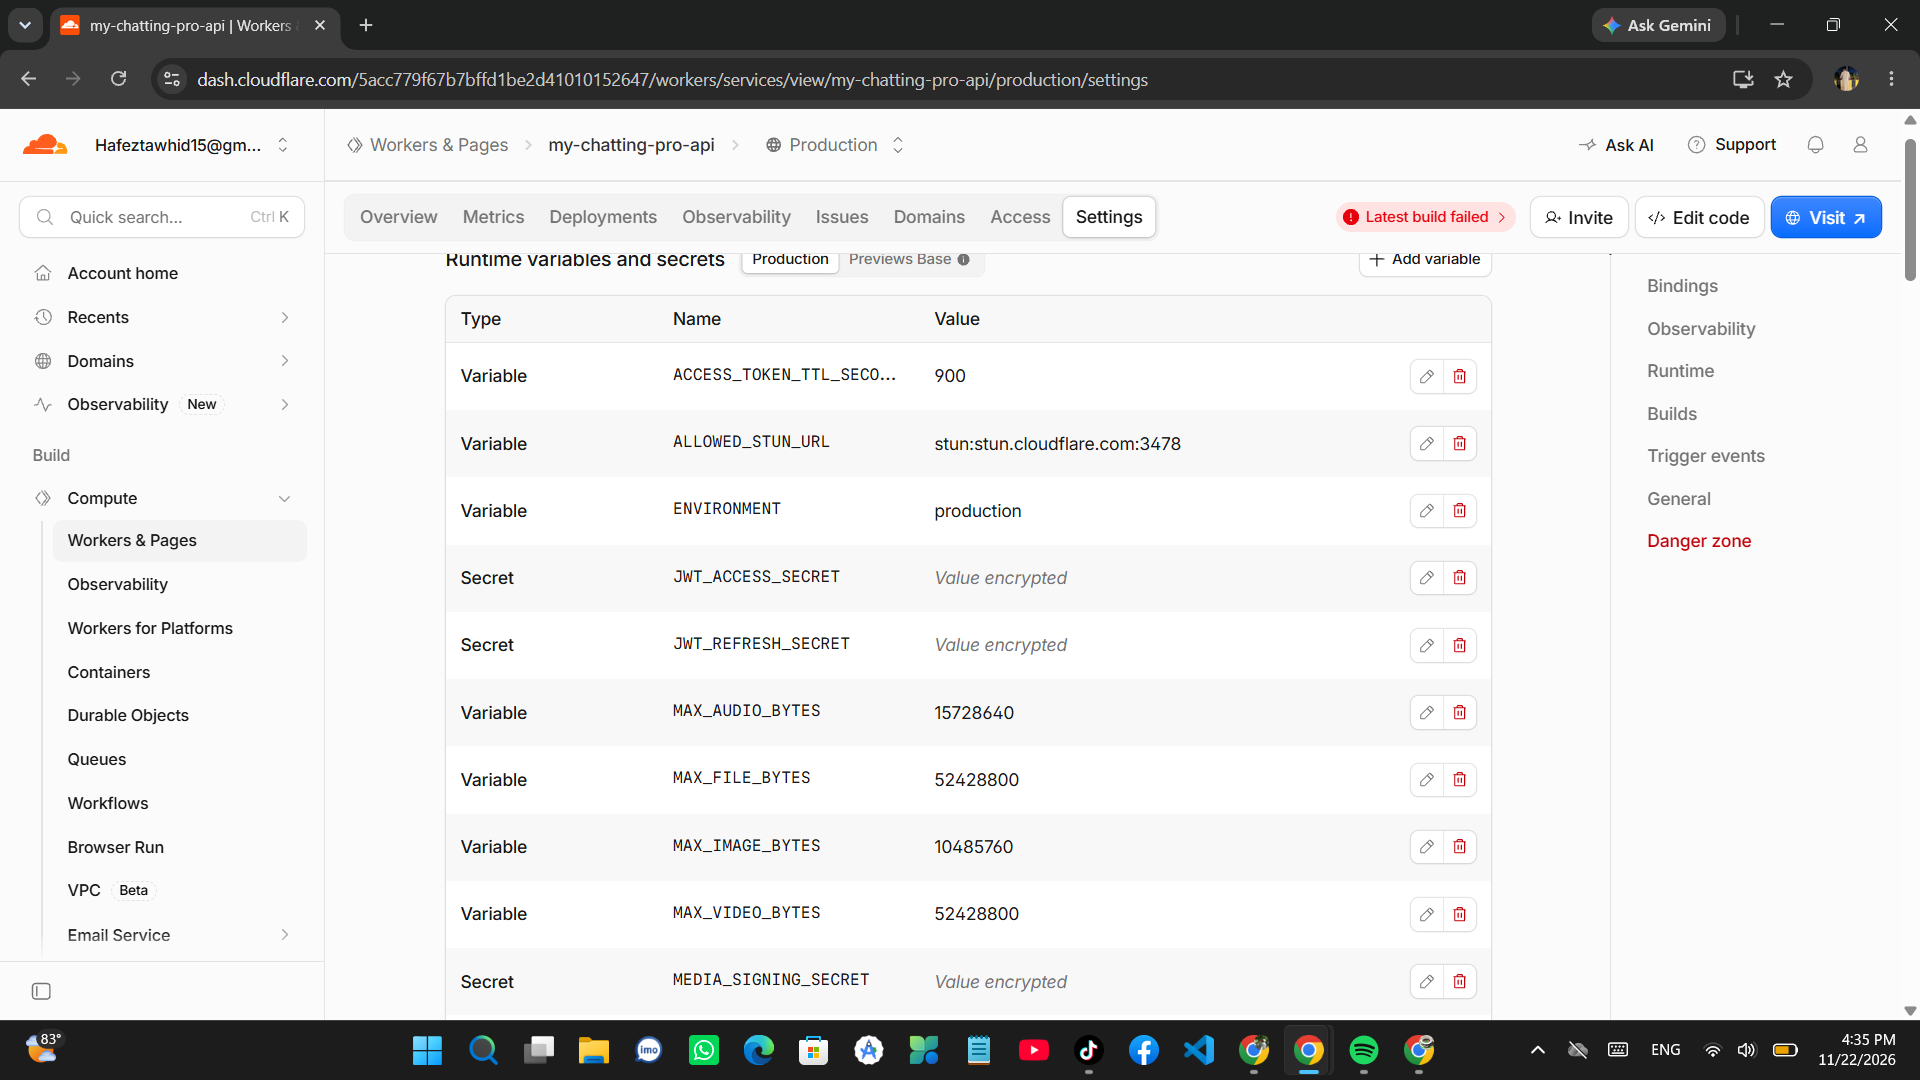 my-chatting-pro-api | Workers
Ask Gemini
dash.cloudflare.com/5acc779f67b7bffd1be2d41010152647/workers/services/view/my-chatting-pro-api/production/settings
Hafeztawhid15@gm...
Workers & Pages
my-chatting-pro-api
Production
Ask AI
Support
Quick search...
Ctrl K
Overview
Metrics
Deployments
Observability
Issues
Domains
Access
Settings
Latest build failed
Invite
Edit code
Visit
Account home
Recents
Domains
Observability New
Build
Compute
Workers & Pages
Observability
Workers for Platforms
Containers
Durable Objects
Queues
Workflows
Browser Run
VPC Beta
Email Service
Runtime variables and secrets
Production
Previews Base
Add variable
Type Name Value
Variable ACCESS_TOKEN_TTL_SECO... 900
Variable ALLOWED_STUN_URL stun:stun.cloudflare.com:3478
Variable ENVIRONMENT production
Secret JWT_ACCESS_SECRET Value encrypted
Secret JWT_REFRESH_SECRET Value encrypted
Variable MAX_AUDIO_BYTES 15728640
Variable MAX_FILE_BYTES 52428800
Variable MAX_IMAGE_BYTES 10485760
Variable MAX_VIDEO_BYTES 52428800
Secret MEDIA_SIGNING_SECRET Value encrypted
Bindings
Observability
Runtime
Builds
Trigger events
General
Danger zone
83°
imo
ENG
4:35 PM
11/22/2026